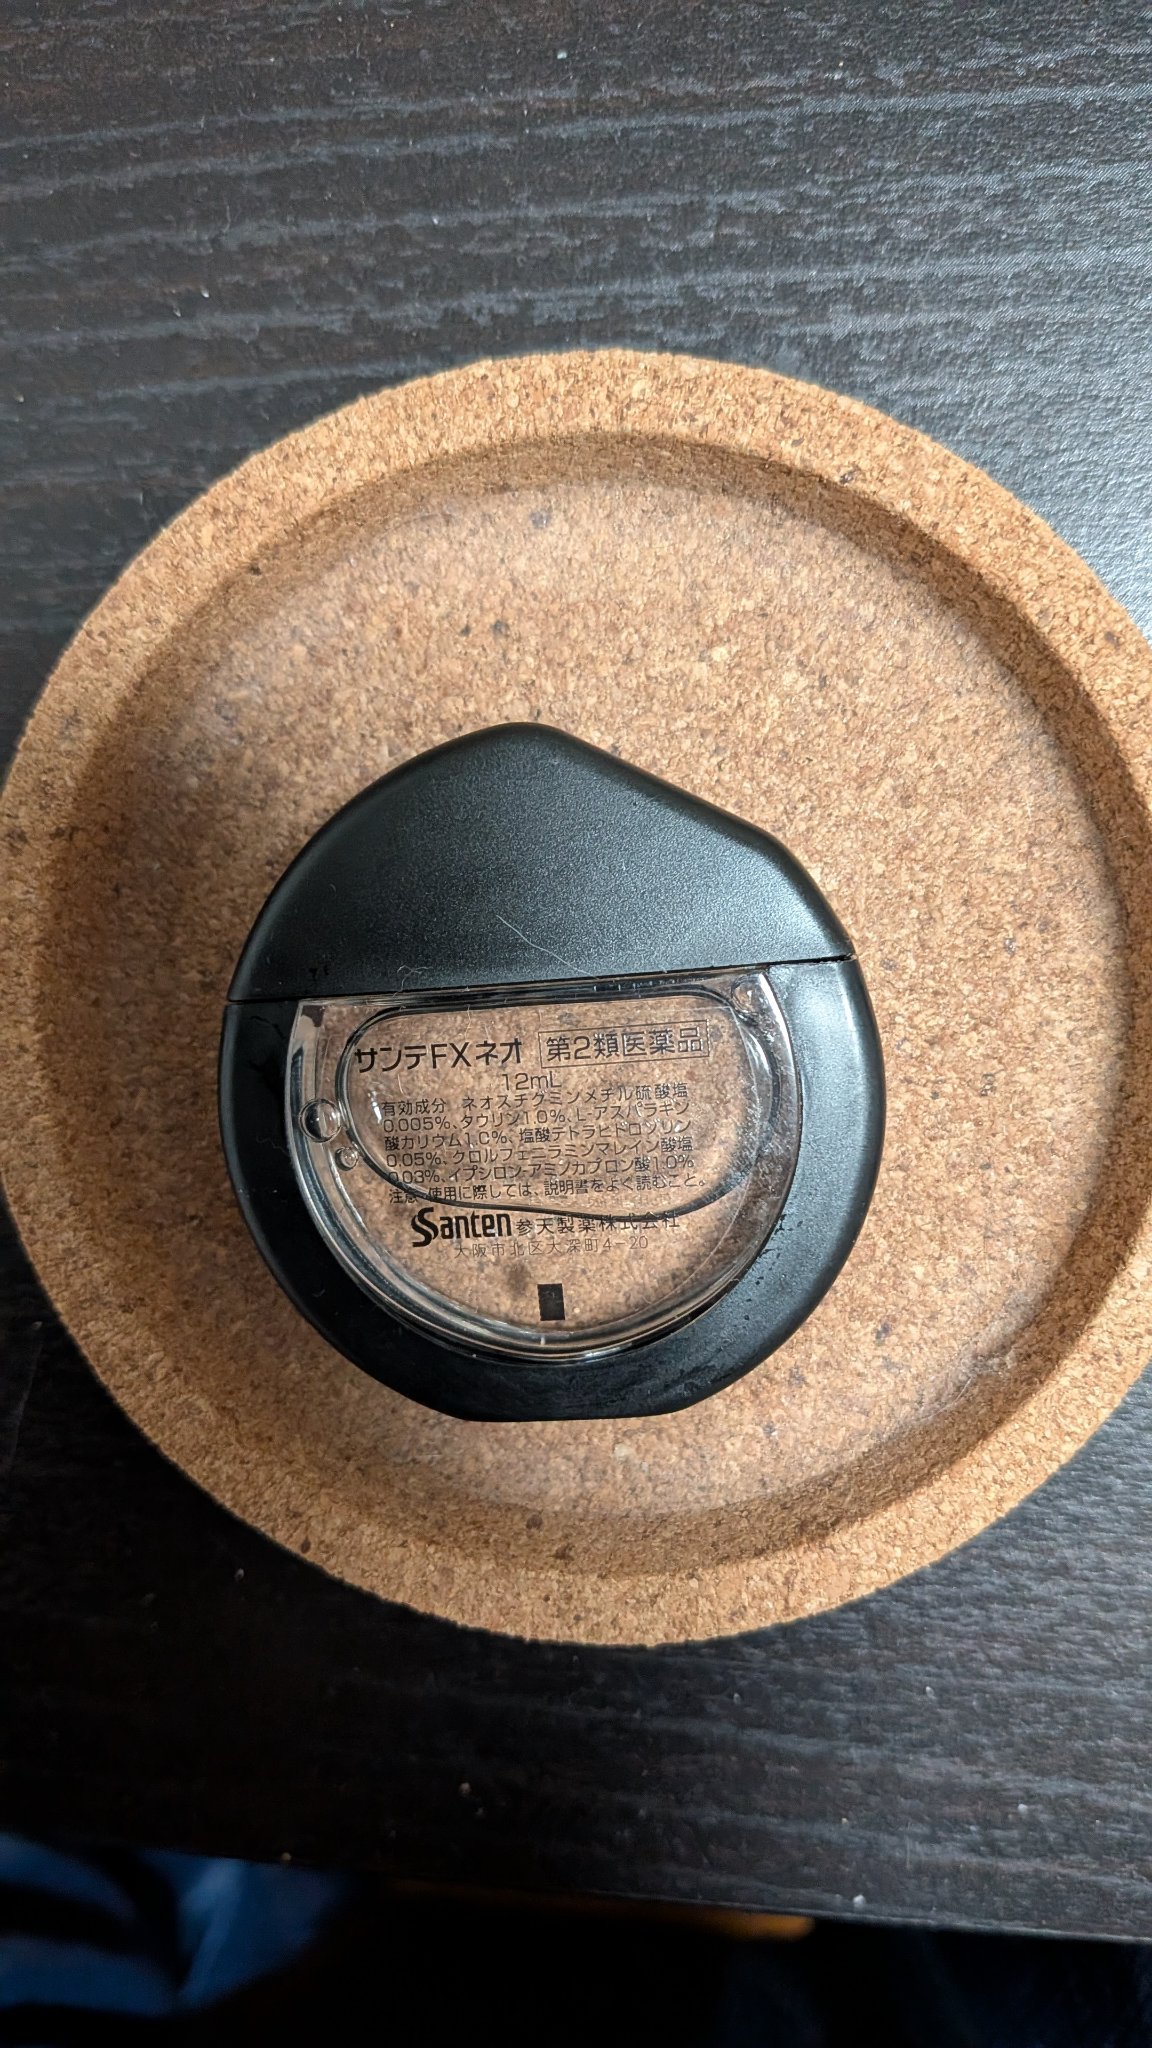 サンテFXネオ 第2類医薬品
12mL
有効成分 ネオスチグミンメチル硫酸塩
0.005%、タウリン1.0%、L-アスパラギン
酸カリウム1.0%、塩酸テトラヒドロゾリン
0.05%、クロルフェニラミンマレイン酸塩
0.03%、イプシロン-アミノカプロン酸1.0%
注意 使用に際しては、説明書をよく読むこと。
Santen 参天製薬株式会社
大阪市北区大深町4-20